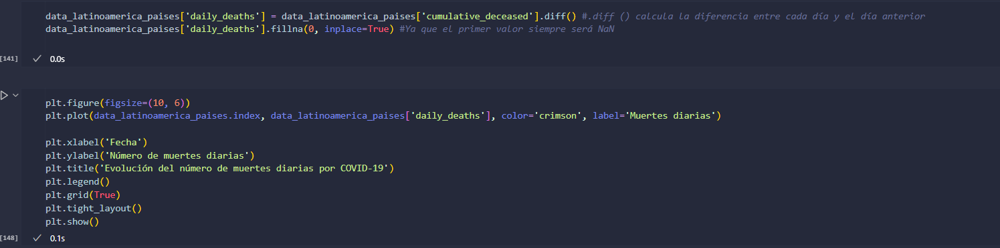 data_latinoamerica_paises['daily_deaths'] = data_latinoamerica_paises['cumulative_deceased'].diff() #.diff () calcula la diferencia entre cada día y el día anterior
data_latinoamerica_paises['daily_deaths'].fillna(0, inplace=True) #Ya que el primer valor siempre será NaN
[141] ✓ 0.0s
plt.figure(figsize=(10, 6))
plt.plot(data_latinoamerica_paises.index, data_latinoamerica_paises['daily_deaths'], color='crimson', label='Muertes diarias')
plt.xlabel('Fecha')
plt.ylabel('Número de muertes diarias')
plt.title('Evolución del número de muertes diarias por COVID-19')
plt.legend()
plt.grid(True)
plt.tight_layout()
plt.show()
[148] ✓ 0.1s